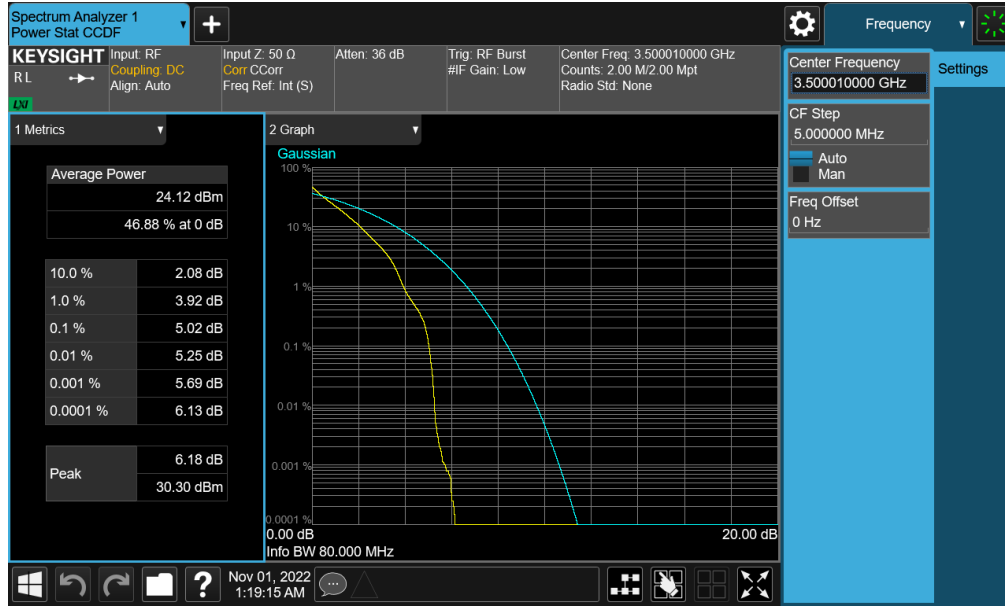 Spectrum Analyzer 1
Power Stat CCDF
Frequency
KEYSIGHT
R L
LXI
Input: RF
Coupling: DC
Align: Auto
Input Z: 50 Ω
Corr CCorr
Freq Ref: Int (S)
Atten: 36 dB
Trig: RF Burst
#IF Gain: Low
Center Freq: 3.500010000 GHz
Counts: 2.00 M/2.00 Mpt
Radio Std: None
Center Frequency
3.500010000 GHz
Settings
CF Step
5.000000 MHz
Auto
Man
Freq Offset
0 Hz
1 Metrics
Average Power
24.12 dBm
46.88 % at 0 dB
10.0 % 2.08 dB
1.0 % 3.92 dB
0.1 % 5.02 dB
0.01 % 5.25 dB
0.001 % 5.69 dB
0.0001 % 6.13 dB
Peak
6.18 dB
30.30 dBm
2 Graph
Gaussian
100 %
10 %
1 %
0.1 %
0.01 %
0.001 %
0.0001 %
0.00 dB 20.00 dB
Info BW 80.000 MHz
?
Nov 01, 2022
1:19:15 AM